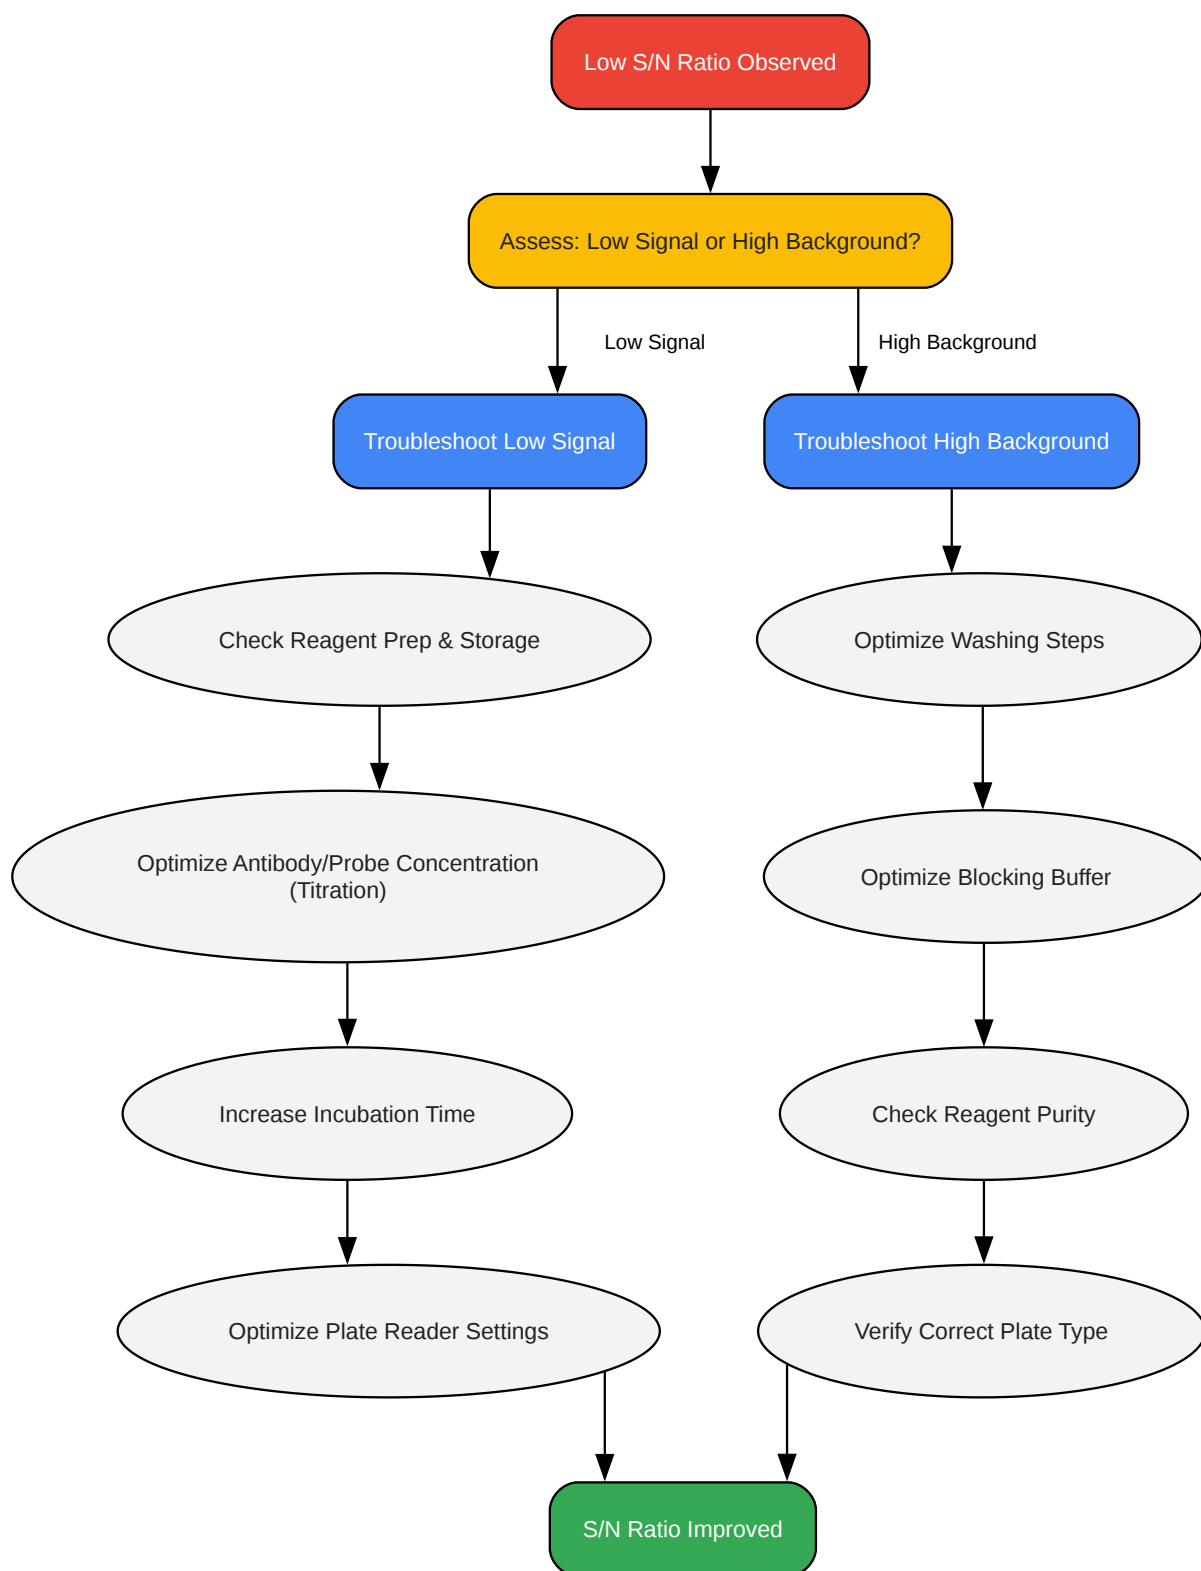 Low S/N Ratio Observed
Assess: Low Signal or High Background?
Low Signal
High Background
Troubleshoot Low Signal
Troubleshoot High Background
Check Reagent Prep & Storage
Optimize Washing Steps
Optimize Antibody/Probe Concentration
(Titration)
Optimize Blocking Buffer
Increase Incubation Time
Check Reagent Purity
Optimize Plate Reader Settings
Verify Correct Plate Type
S/N Ratio Improved